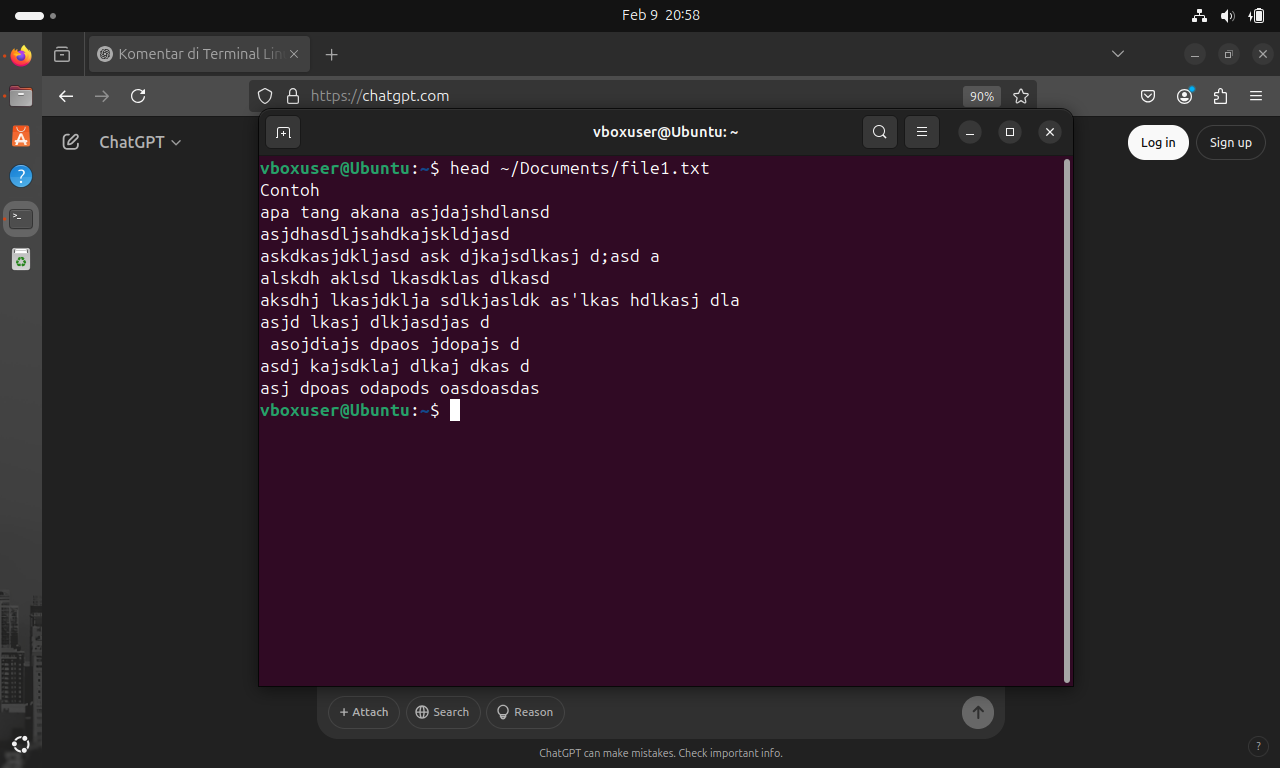 Feb 9 20:58
Komentar di Terminal Lin
https://chatgpt.com
90%
ChatGPT
Log in
Sign up
vboxuser@Ubuntu: ~
vboxuser@Ubuntu:~$ head ~/Documents/file1.txt
Contoh
apa tang akana asjdajshdlansd
asjdhasdljsahdkajskldjasd
askdkasjdkljasd ask djkajsdlkasj d;asd a
alskdh aklsd lkasdklas dlkasd
aksdhj lkasjdklja sdlkjasldk as'lkas hdlkasj dla
asjd lkasj dlkjasdjas d
 asojdiajs dpaos jdopajs d
asdj kajsdklaj dlkaj dkas d
asj dpoas odapods oasdoasdas
vboxuser@Ubuntu:~$
+ Attach
Search
Reason
ChatGPT can make mistakes. Check important info.
?